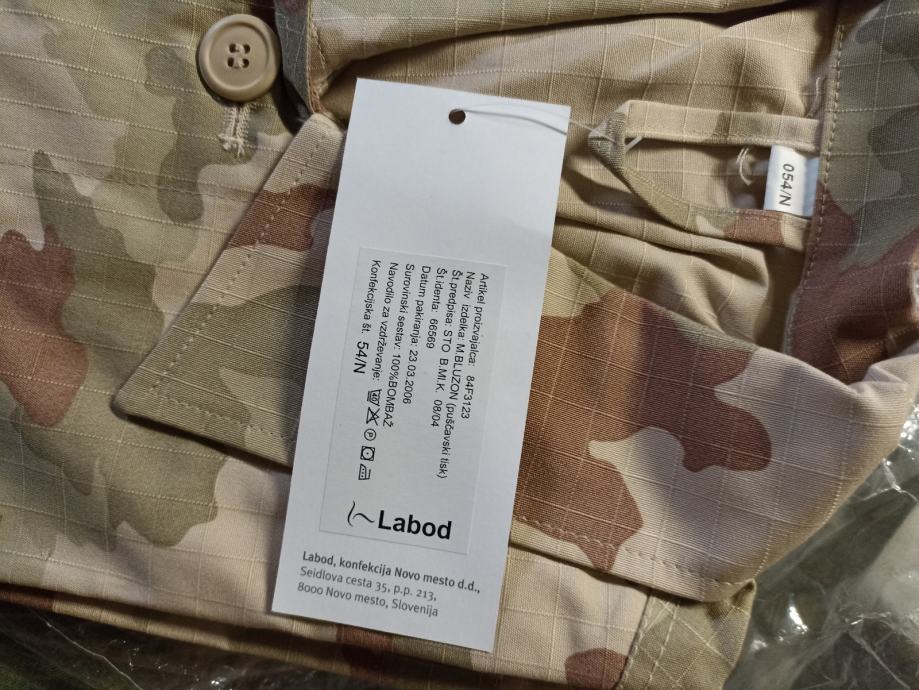 Artikel proizvajalca: 84F3123
Naziv izdelka: M.BLUZON (puščavski tisk)
Št.predpisa: STO B.MI.K 08/04
Št.identa: 66569
Datum pakiranja: 23.03.2006
Surovinski sestav: 100%BOMBAŽ
Navodilo za vzdrževanje: 40 P
Konfekcijska št. 54/N
Labod
Labod, konfekcija Novo mesto d.d.,
Seidlova cesta 35, p.p. 213,
8000 Novo mesto, Slovenija
054/N